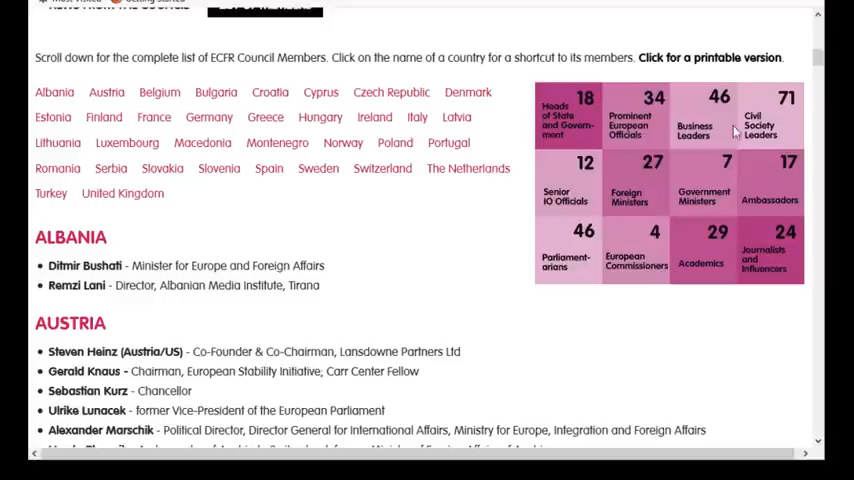 Most Visited Getting Started
NEWS FROM THE COUNCIL
Scroll down for the complete list of ECFR Council Members. Click on the name of a country for a shortcut to its members. Click for a printable version.
Albania Austria Belgium Bulgaria Croatia Cyprus Czech Republic Denmark
Estonia Finland France Germany Greece Hungary Ireland Italy Latvia
Lithuania Luxembourg Macedonia Montenegro Norway Poland Portugal
Romania Serbia Slovakia Slovenia Spain Sweden Switzerland The Netherlands
Turkey United Kingdom
18
Heads
of State
and Govern-
ment
34
Prominent
European
Officials
46
Business
Leaders
71
Civil
Society
Leaders
12
Senior
IO Officials
27
Foreign
Ministers
7
Government
Ministers
17
Ambassadors
46
Parliament-
arians
4
European
Commissioners
29
Academics
24
Journalists
and
Influencers
ALBANIA
• Ditmir Bushati - Minister for Europe and Foreign Affairs
• Remzi Lani - Director, Albanian Media Institute, Tirana
AUSTRIA
• Steven Heinz (Austria/US) - Co-Founder & Co-Chairman, Lansdowne Partners Ltd
• Gerald Knaus - Chairman, European Stability Initiative; Carr Center Fellow
• Sebastian Kurz - Chancellor
• Ulrike Lunacek - former Vice-President of the European Parliament
• Alexander Marschik - Political Director, Director General for International Affairs, Ministry for Europe, Integration and Foreign Affairs